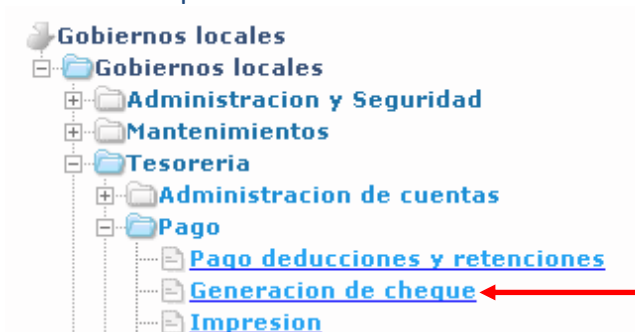 Gobiernos locales
Gobiernos locales
Administracion y Seguridad
Mantenimientos
Tesoreria
Administracion de cuentas
Pago
Pago deducciones y retenciones
Generacion de cheque
Impresion